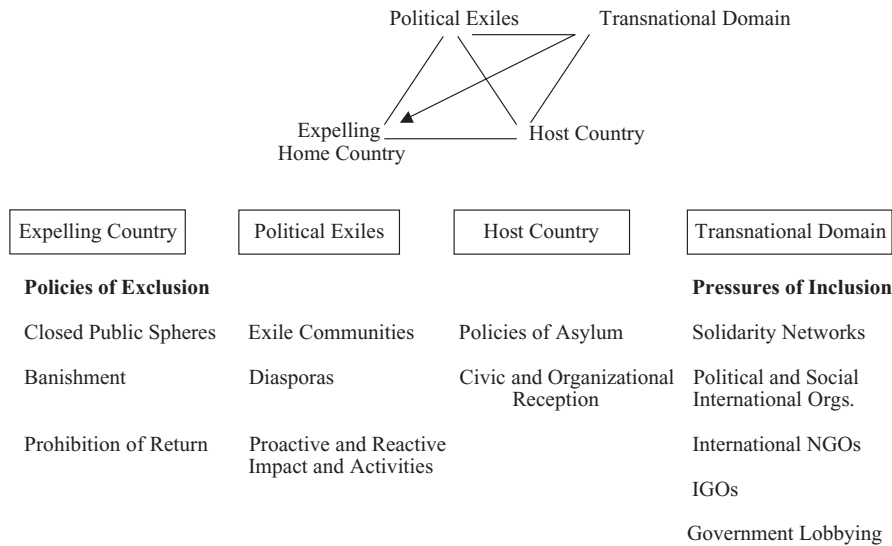 Political Exiles Transnational Domain
Expelling
Home Country
Host Country
Expelling Country Political Exiles Host Country Transnational Domain
Policies of Exclusion Pressures of Inclusion
Closed Public Spheres Exile Communities Policies of Asylum Solidarity Networks
Banishment Diasporas Civic and Organizational Political and Social
Reception International Orgs.
Prohibition of Return Proactive and Reactive International NGOs
Impact and Activities
IGOs
Government Lobbying